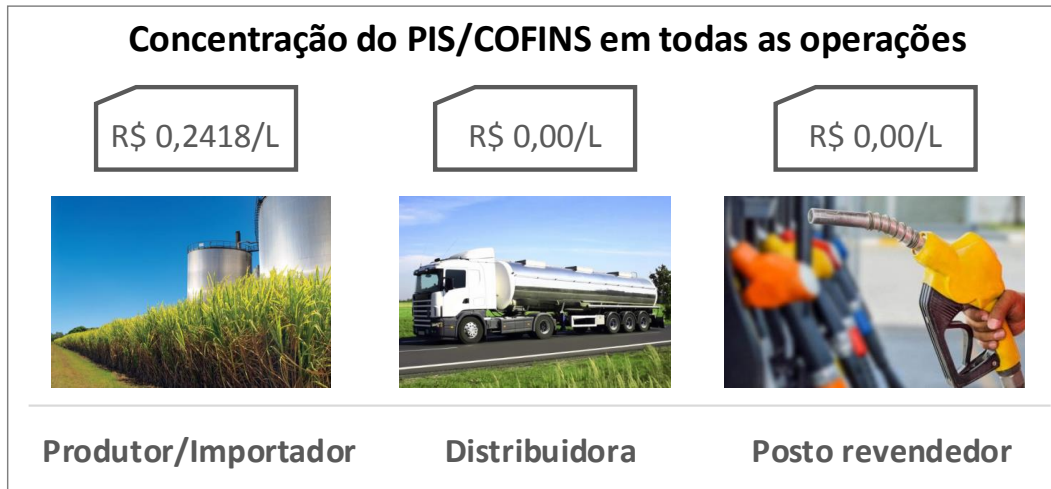 Concentração do PIS/COFINS em todas as operações
R$ 0,2418/L
R$ 0,00/L
R$ 0,00/L
Produtor/Importador
Distribuidora
Posto revendedor